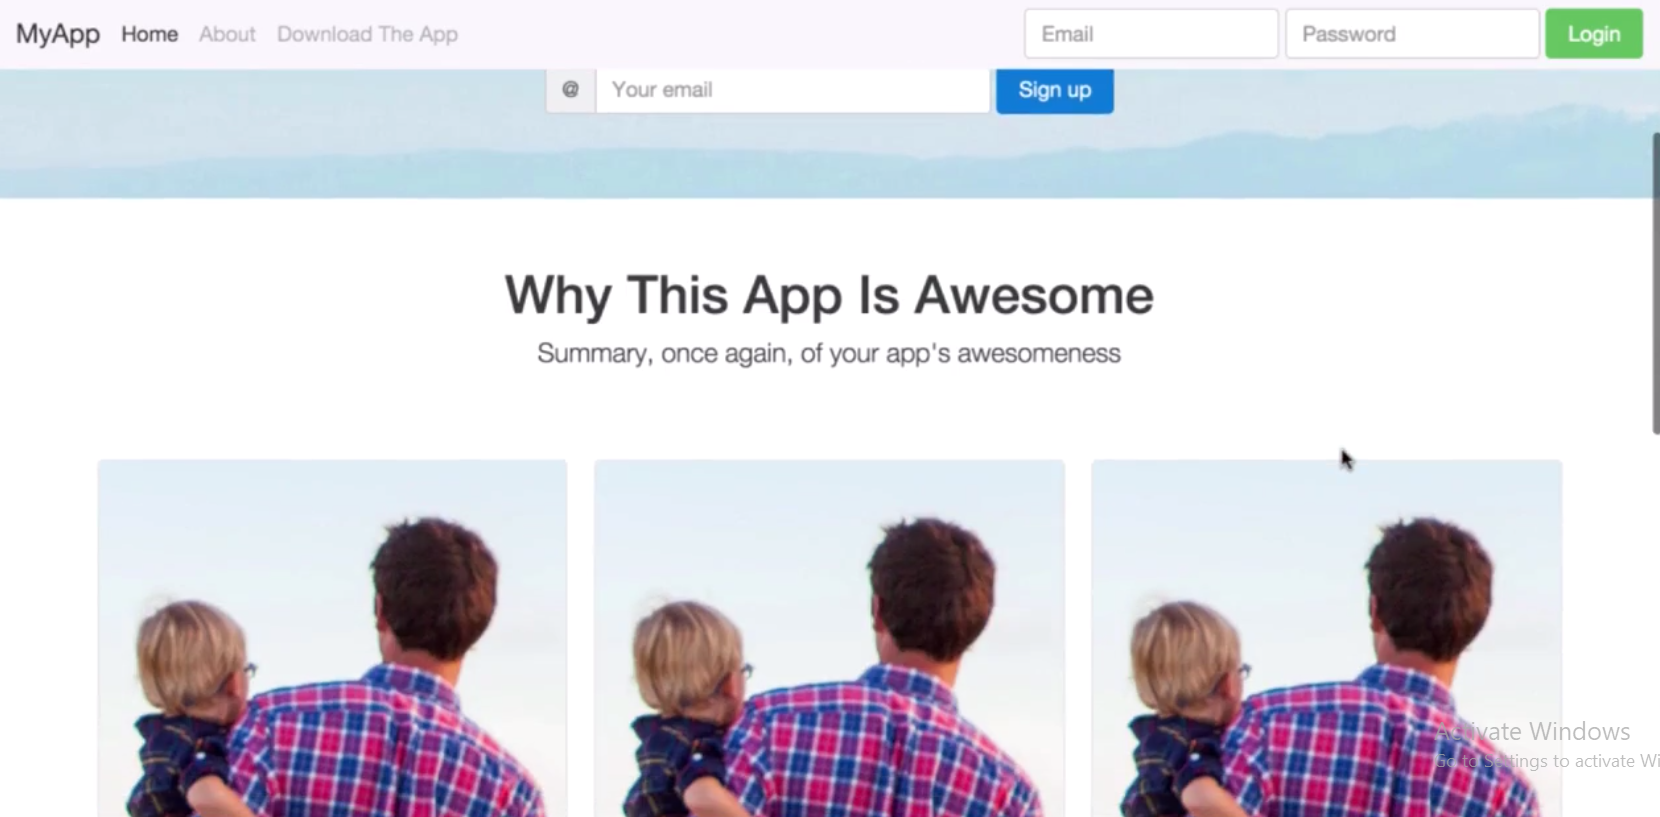 MyApp Home About Download The App Email Password Login
@ Your email Sign up
Why This App Is Awesome
Summary, once again, of your app's awesomeness
Activate Windows
Go to Settings to activate Wi